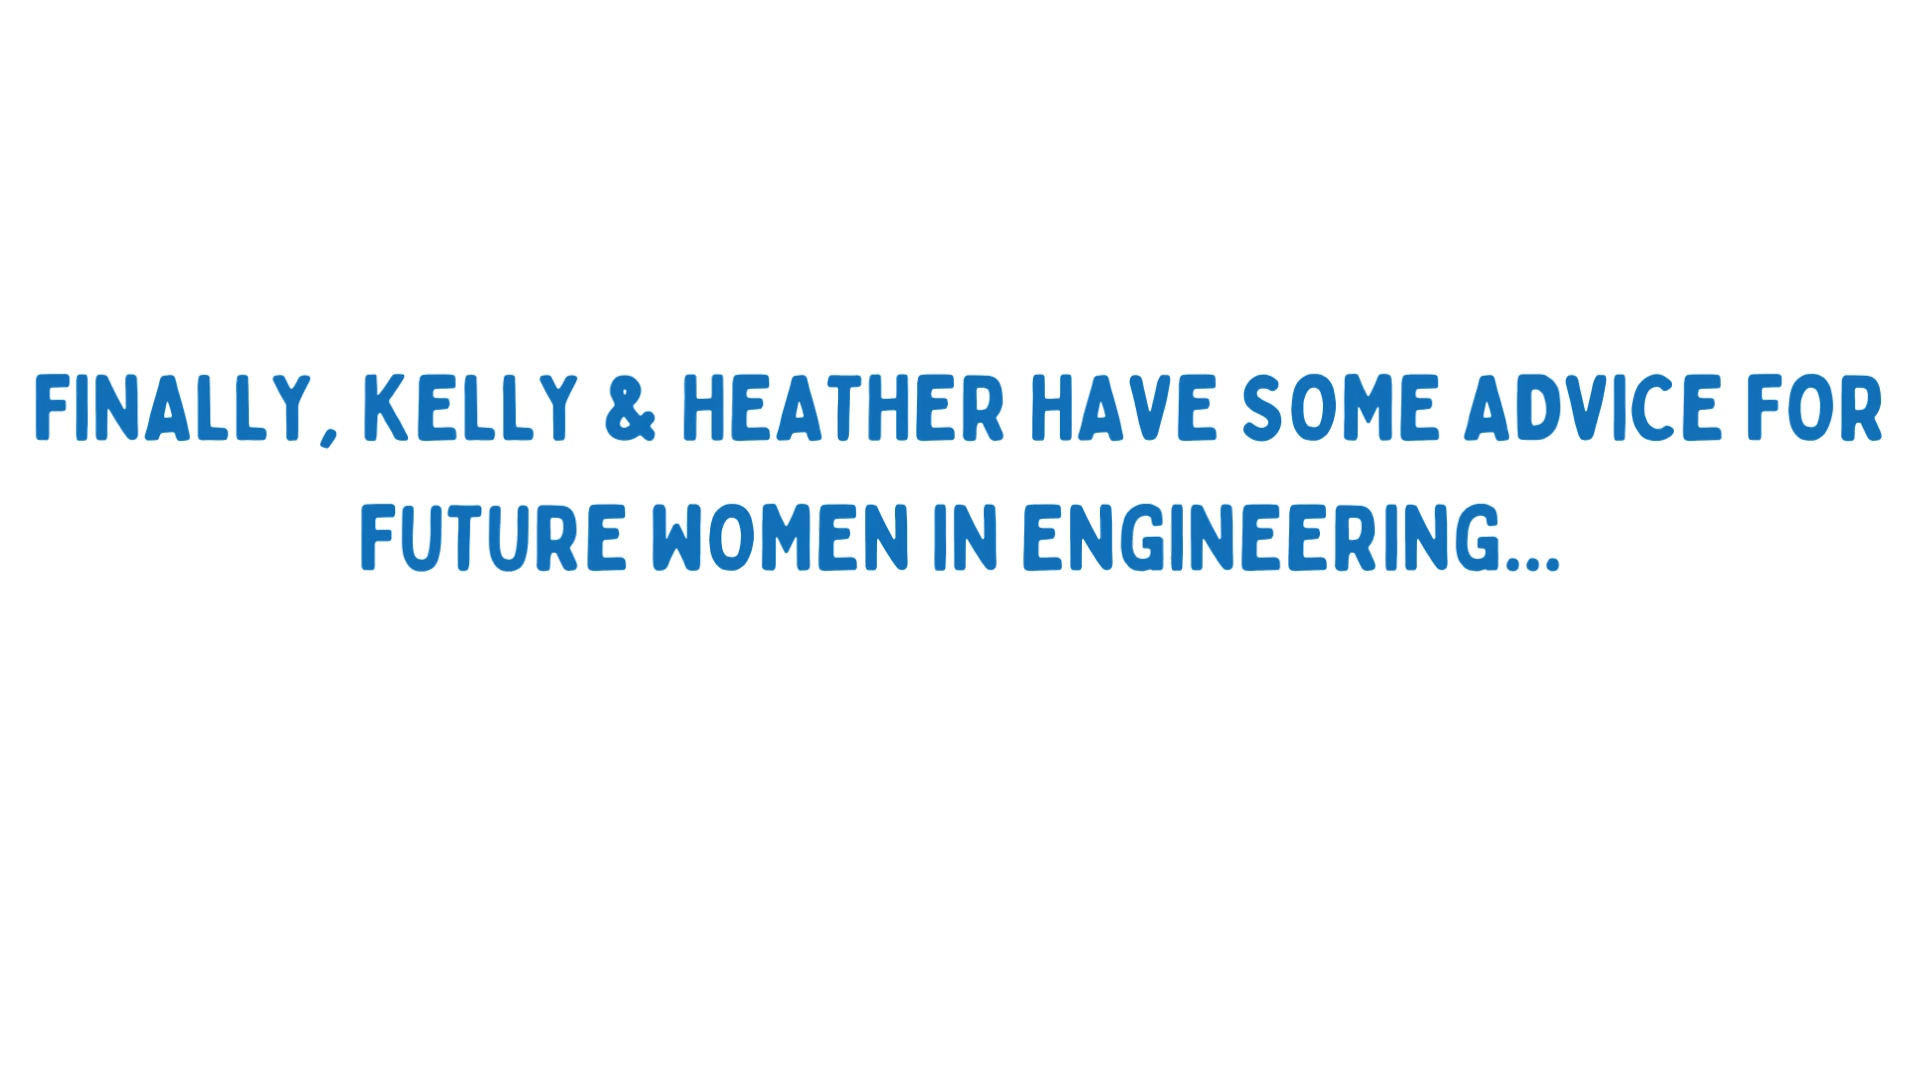 FINALLY, KELLY & HEATHER HAVE SOME ADVICE FOR
FUTURE WOMEN IN ENGINEERING...